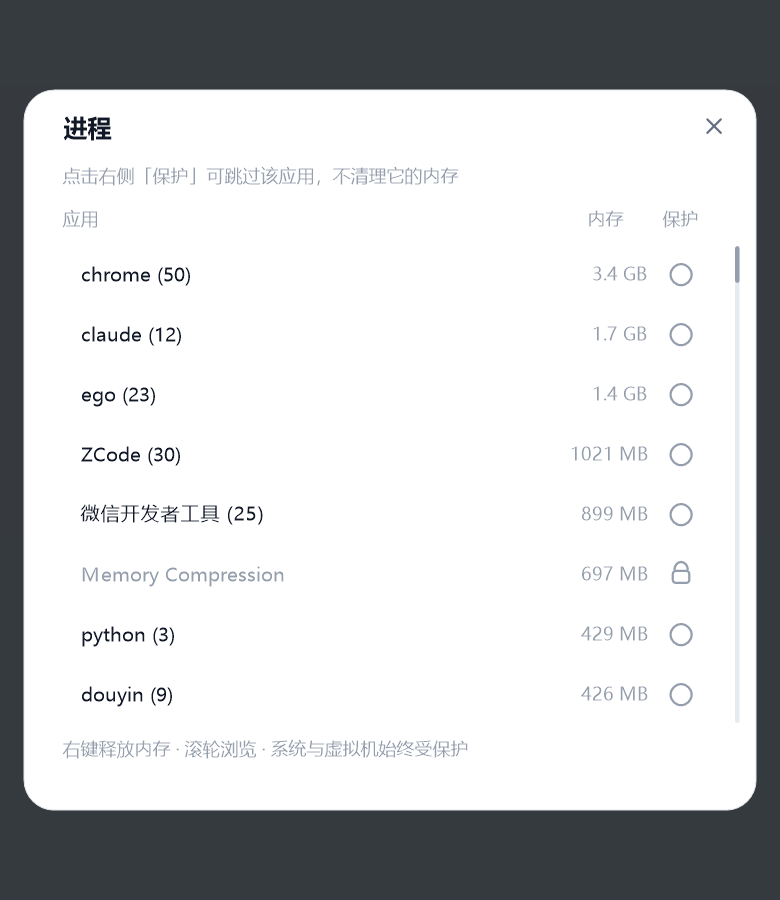 进程
点击右侧「保护」可跳过该应用，不清理它的内存
应用 内存 保护
chrome (50) 3.4 GB
claude (12) 1.7 GB
ego (23) 1.4 GB
ZCode (30) 1021 MB
微信开发者工具 (25) 899 MB
Memory Compression 697 MB
python (3) 429 MB
douyin (9) 426 MB
右键释放内存 · 滚轮浏览 · 系统与虚拟机始终受保护